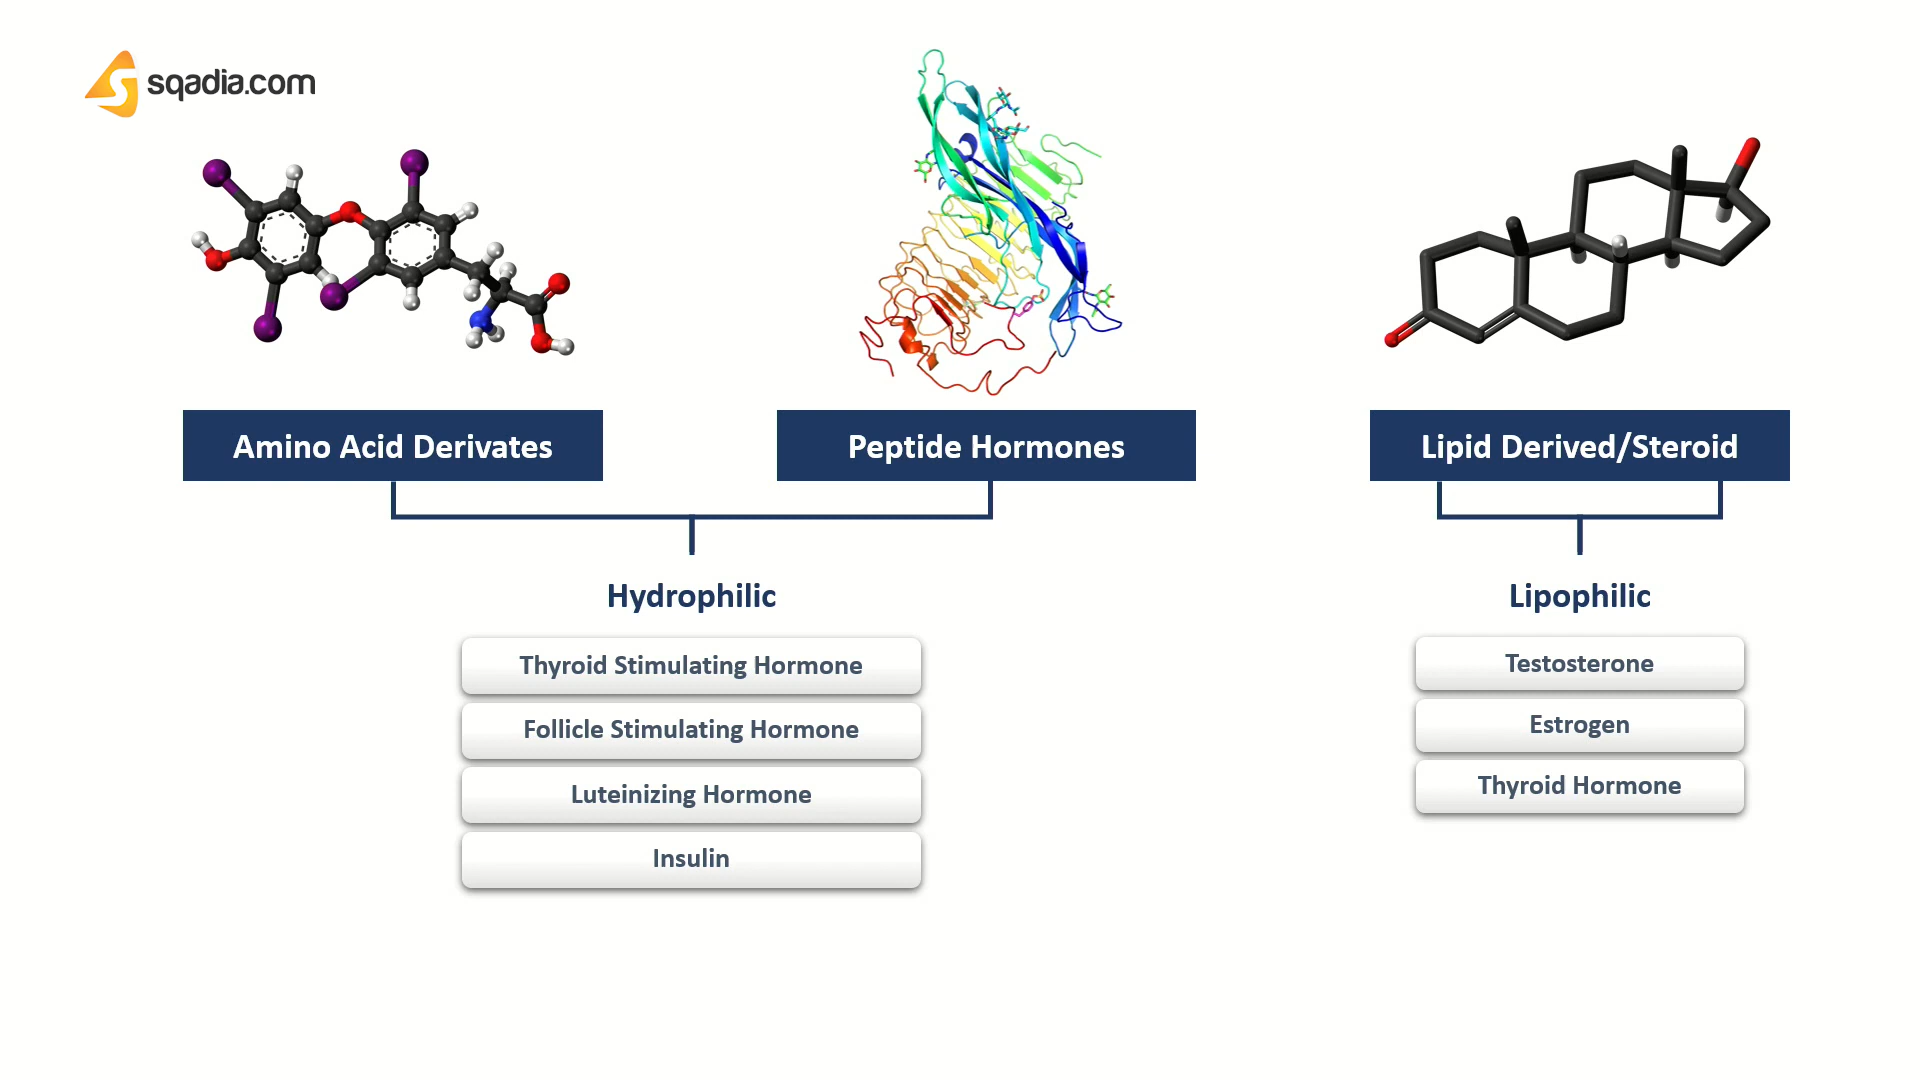 sqadia.com
Amino Acid Derivates
Peptide Hormones
Lipid Derived/Steroid
Hydrophilic
Thyroid Stimulating Hormone
Follicle Stimulating Hormone
Luteinizing Hormone
Insulin
Lipophilic
Testosterone
Estrogen
Thyroid Hormone